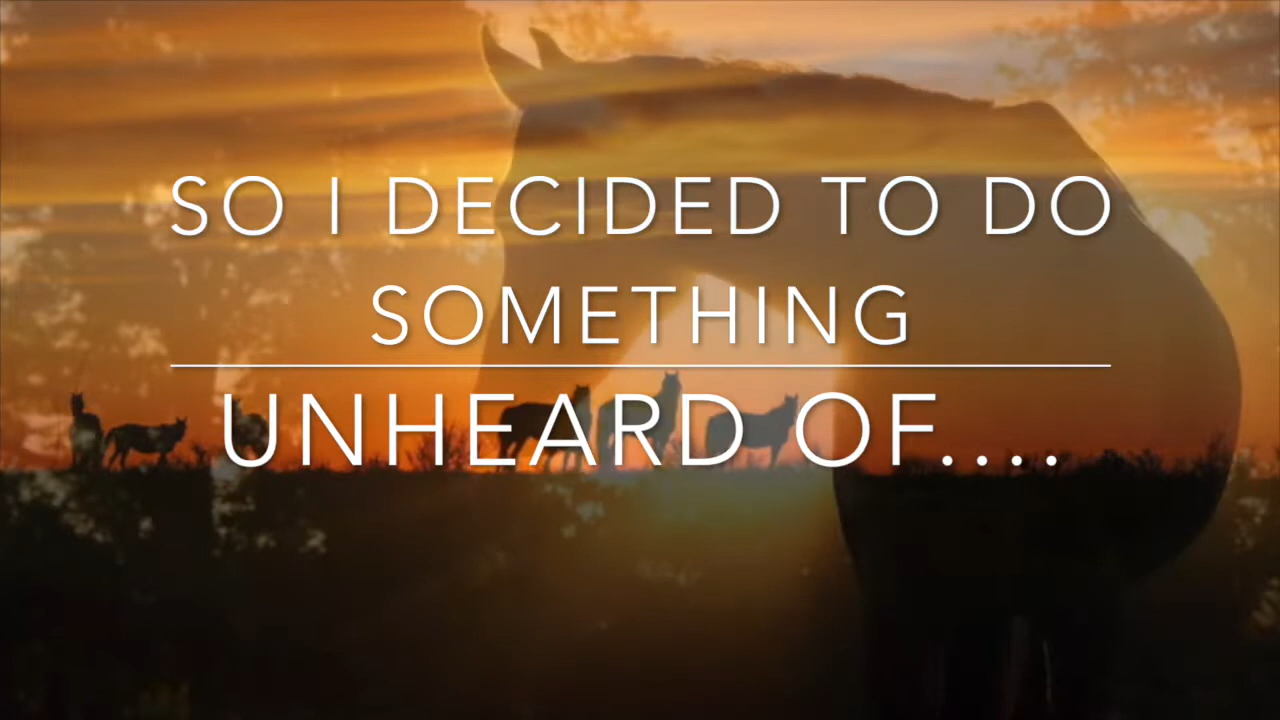 SO I DECIDED TO DO
SOMETHING
UNHEARD OF....